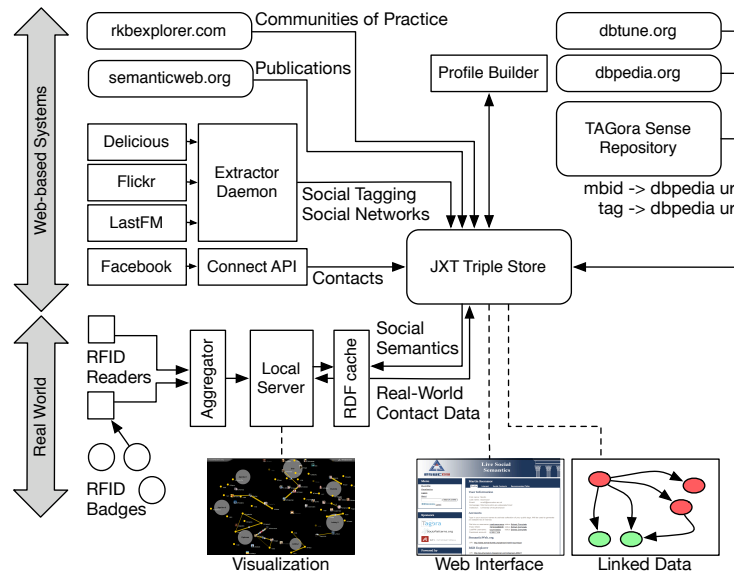 Web-based Systems
Real World
rkbexplorer.com
Communities of Practice
semanticweb.org
Publications
Profile Builder
dbtune.org
dbpedia.org
TAGora Sense
Repository
mbid -> dbpedia ur
tag -> dbpedia ur
Delicious
Flickr
LastFM
Extractor
Daemon
Social Tagging
Social Networks
Facebook
Connect API
Contacts
JXT Triple Store
RFID
Readers
Aggregator
Local
Server
RDF cache
Social
Semantics
Real-World
Contact Data
RFID
Badges
Live Social
Semantics
Tagora
Visualization
Web Interface
Linked Data